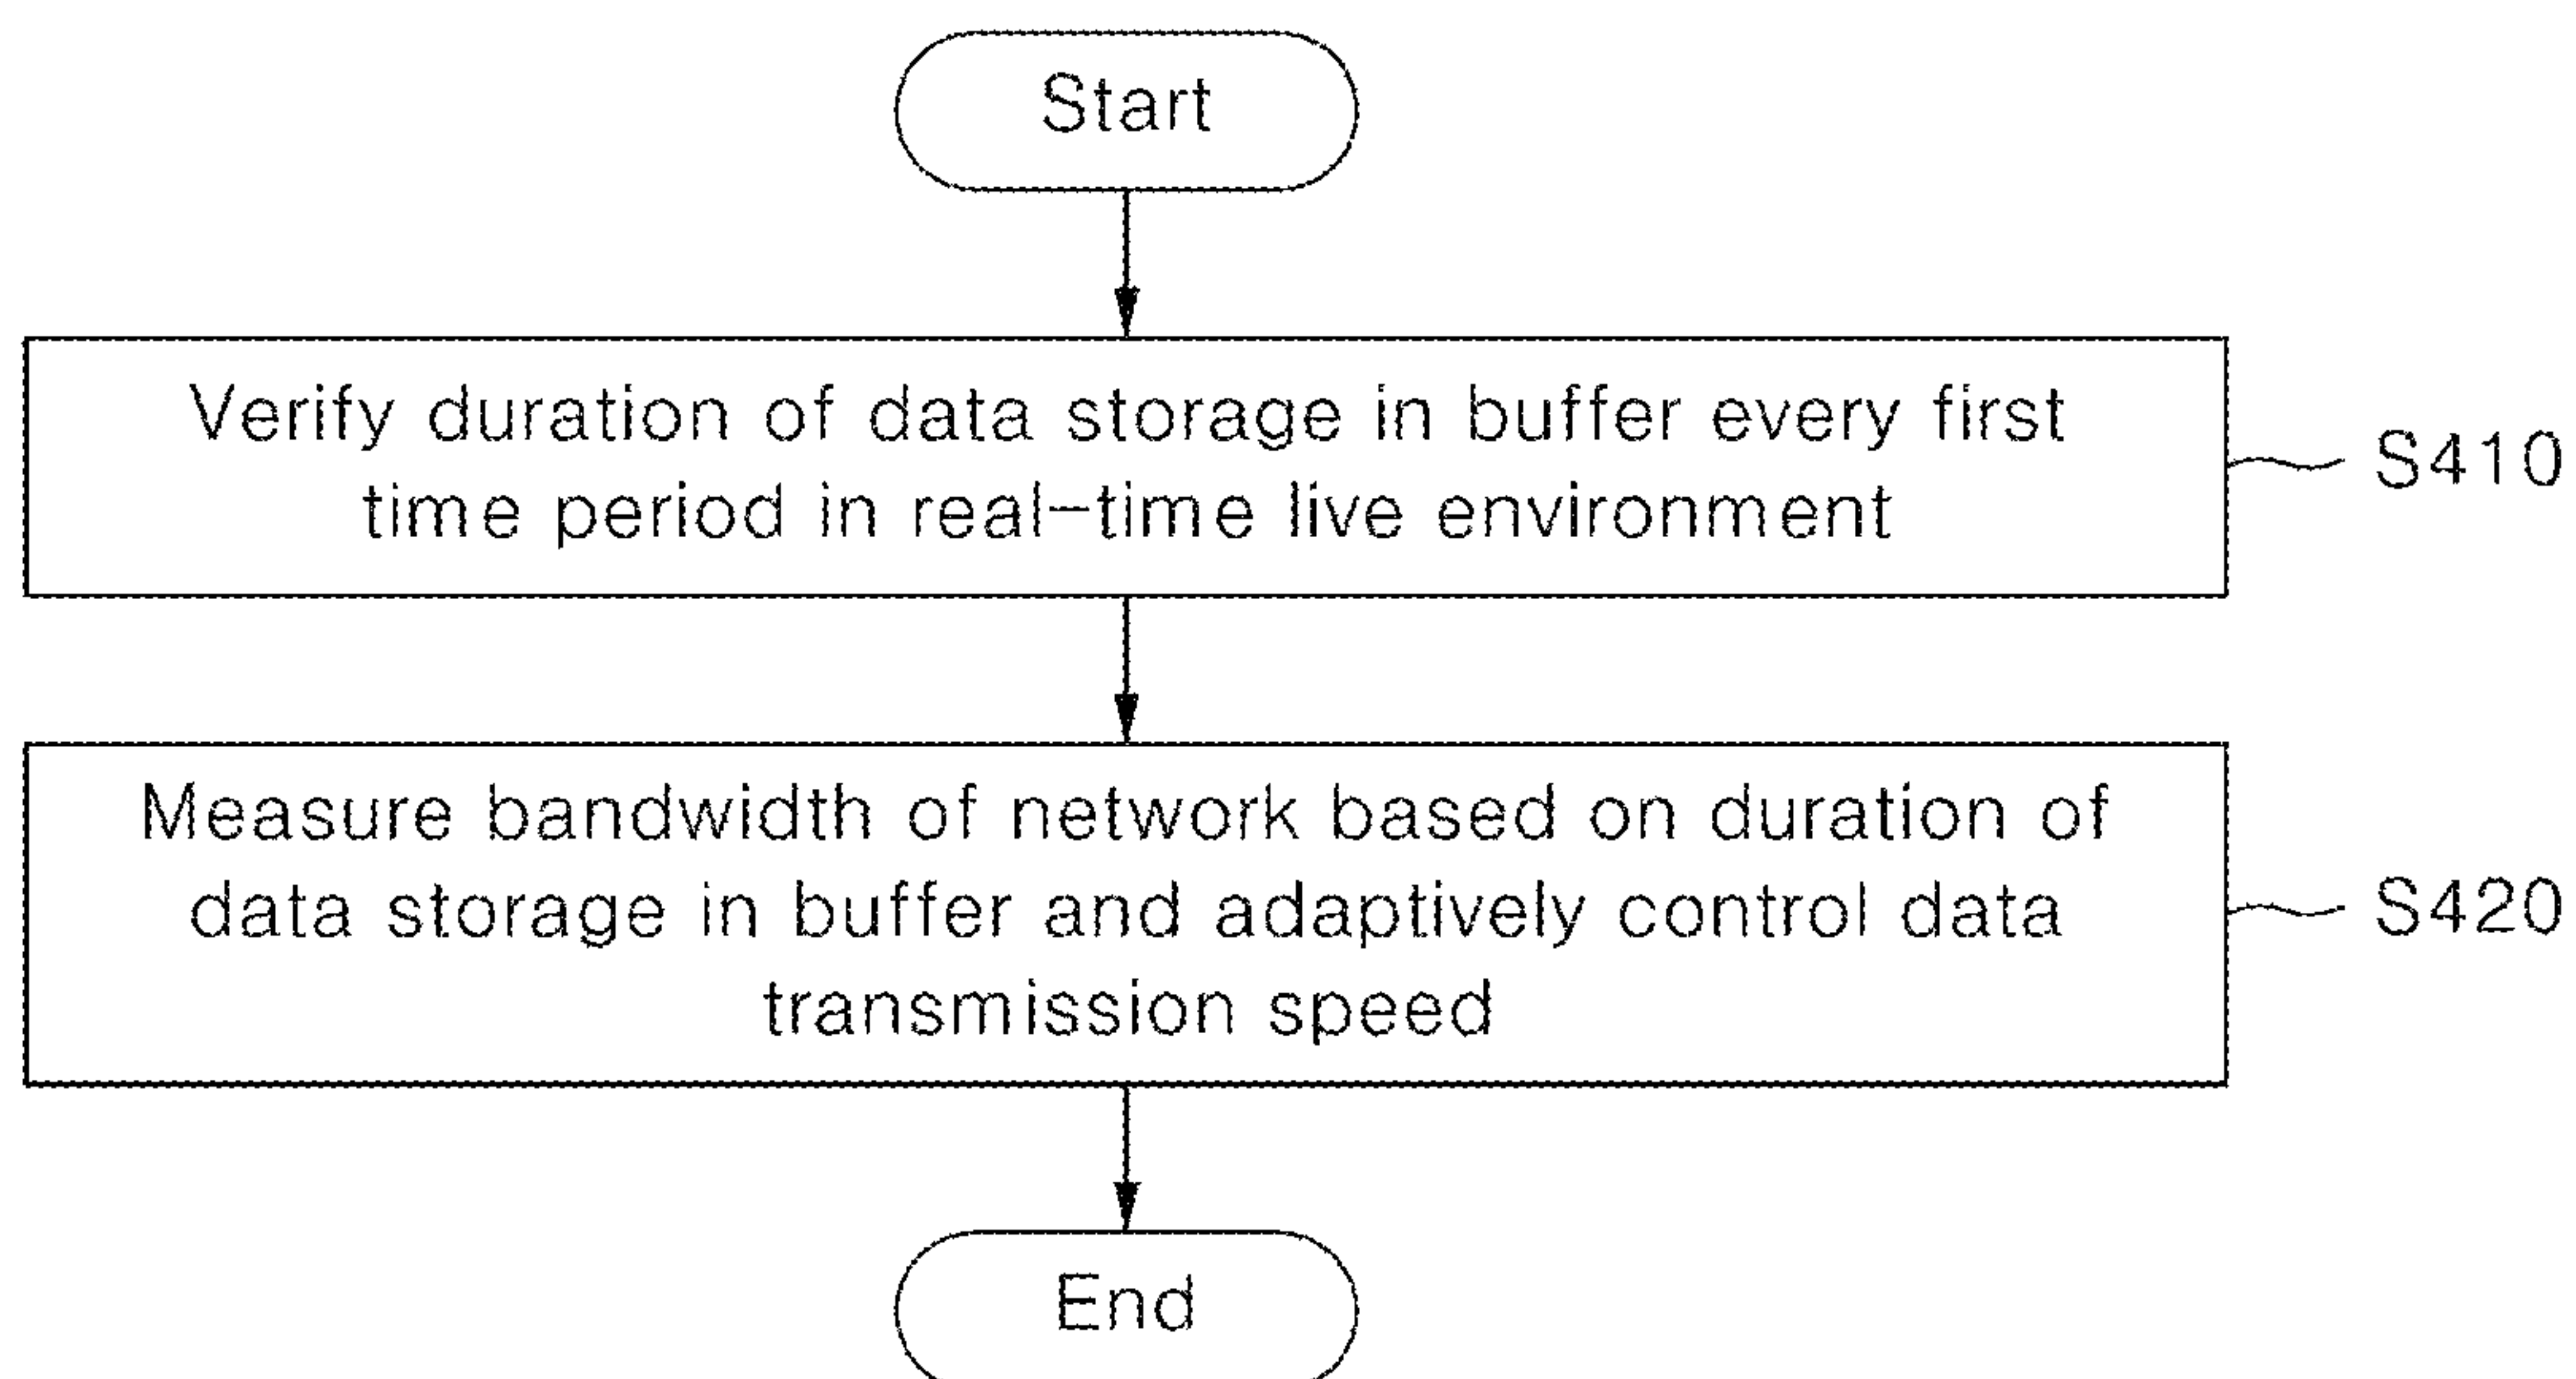 Start
Verify duration of data storage in buffer every first
time period in real-time live environment
S410
Measure bandwidth of network based on duration of
data storage in buffer and adaptively control data
transmission speed
S420
End